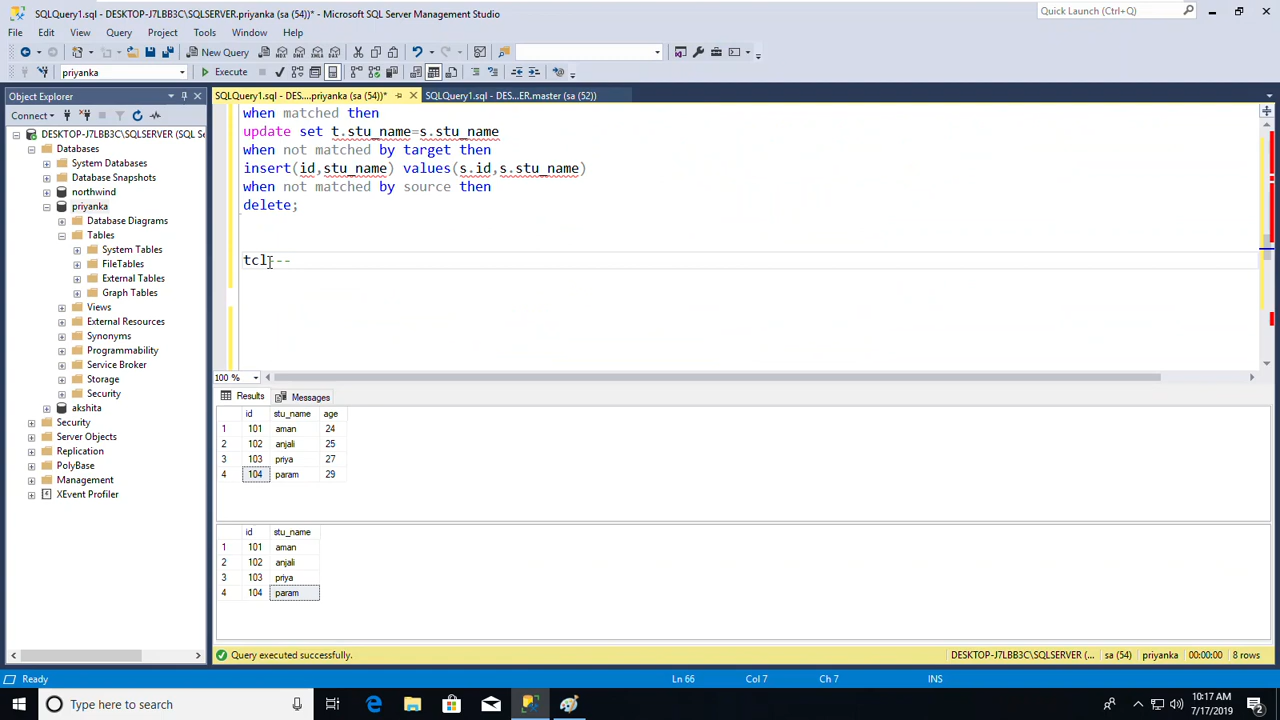 SQLQuery1.sql - DESKTOP-J7LBB3C\SQLSERVER.priyanka (sa (54))* - Microsoft SQL Server Management Studio
Quick Launch (Ctrl+Q)
File Edit View Query Project Tools Window Help
New Query
priyanka
Execute
Object Explorer
SQLQuery1.sql - DES....priyanka (sa (54))*
SQLQuery1.sql - DES...ER.master (sa (52))
Connect
DESKTOP-J7LBB3C\SQLSERVER (SQL Se
Databases
System Databases
Database Snapshots
northwind
priyanka
Database Diagrams
Tables
System Tables
FileTables
External Tables
Graph Tables
Views
External Resources
Synonyms
Programmability
Service Broker
Storage
Security
akshita
Security
Server Objects
Replication
PolyBase
Management
XEvent Profiler
when matched then
update set t.stu_name=s.stu_name
when not matched by target then
insert(id,stu_name) values(s.id,s.stu_name)
when not matched by source then
delete;
tcl---
100 %
Results Messages
id stu_name age
1 101 aman 24
2 102 anjali 25
3 103 priya 27
4 104 param 29
id stu_name
1 101 aman
2 102 anjali
3 103 priya
4 104 param
Query executed successfully.
DESKTOP-J7LBB3C\SQLSERVER (... sa (54) priyanka 00:00:00 8 rows
Ready
Ln 66 Col 7 Ch 7 INS
Type here to search
10:17 AM
7/17/2019
2